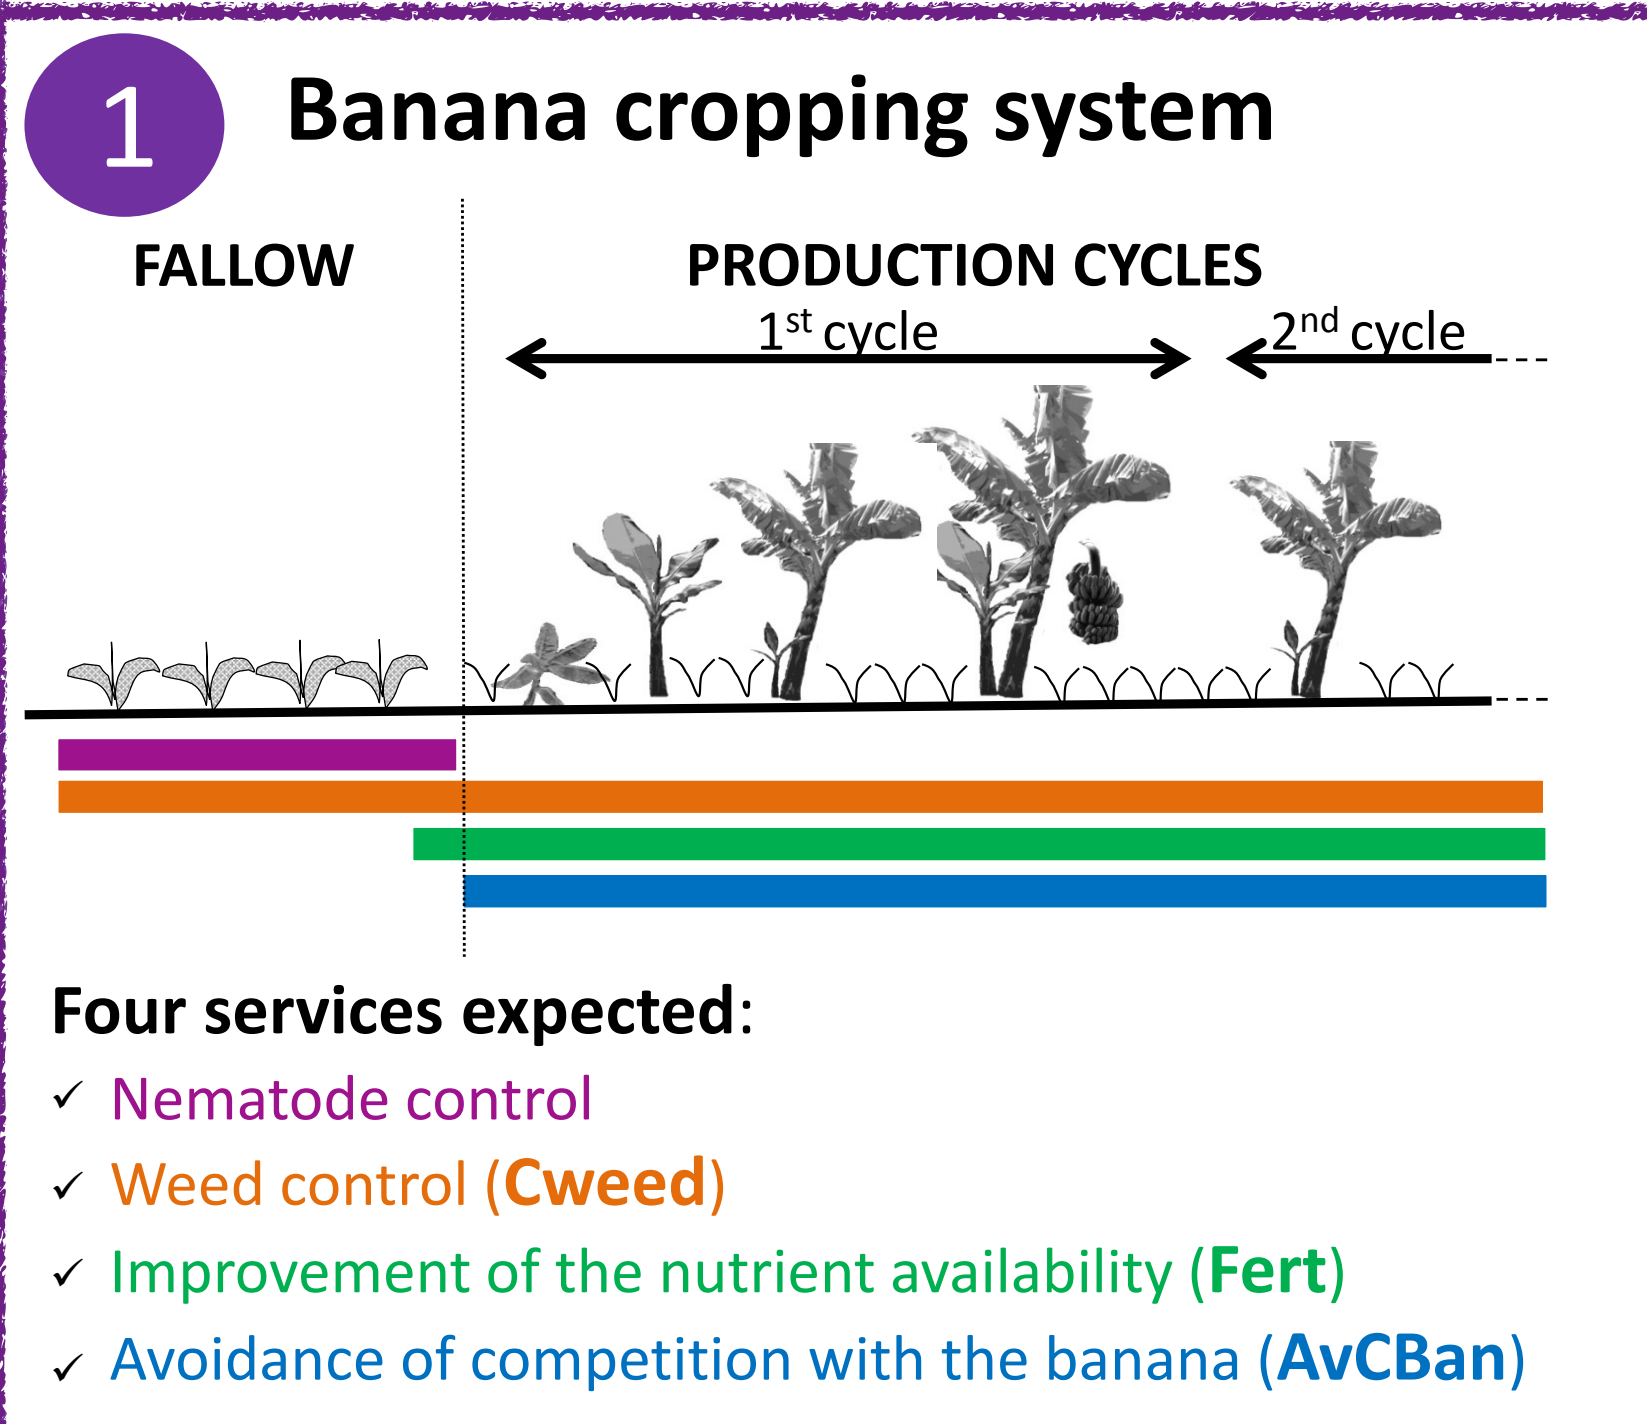 1
Banana cropping system
FALLOW
PRODUCTION CYCLES
1st cycle
2nd cycle
Four services expected:
✓ Nematode control
✓ Weed control (Cweed)
✓ Improvement of the nutrient availability (Fert)
✓ Avoidance of competition with the banana (AvCBan)